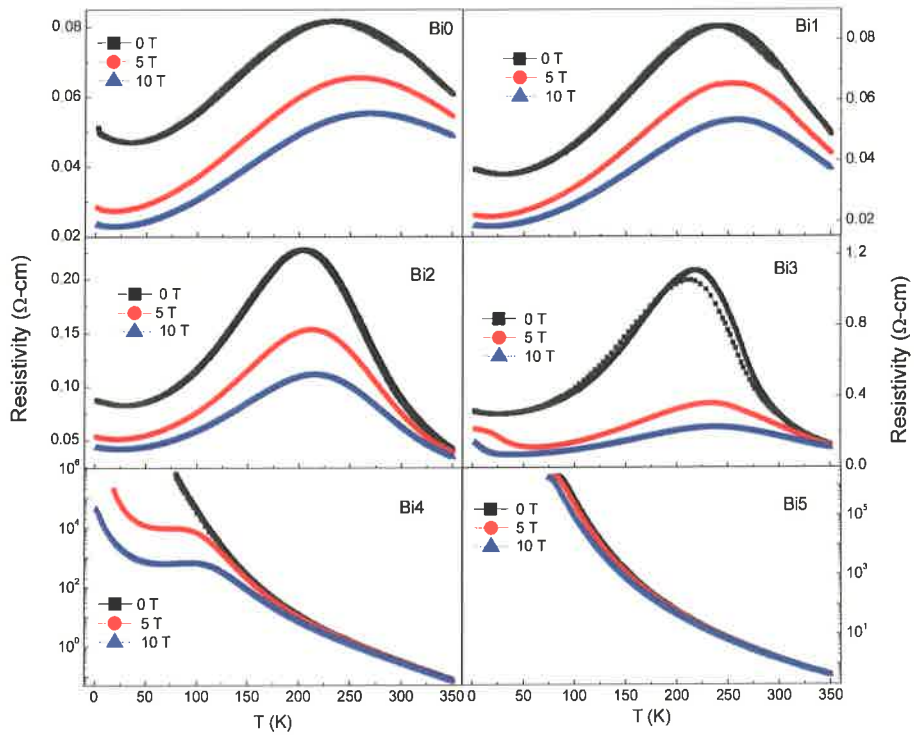 0.08
Bi0
Bi1
0 T
5 T
10 T
0 T
5 T
10 T
0.08
0.06
0.06
0.04
0.04
0.02
0.02
Resistivity (Ω-cm)
Bi2
Bi3
1.2
0.20
0 T
5 T
10 T
0 T
5 T
10 T
0.15
0.8
0.10
0.4
0.05
0.0
Resistivity (Ω-cm)
10⁶
Bi4
Bi5
10⁴
0 T
5 T
10 T
10⁵
10²
10³
0 T
5 T
10 T
10⁰
10¹
0 50 100 150 200 250 300 350
0 50 100 150 200 250 300 350
T (K)
T (K)